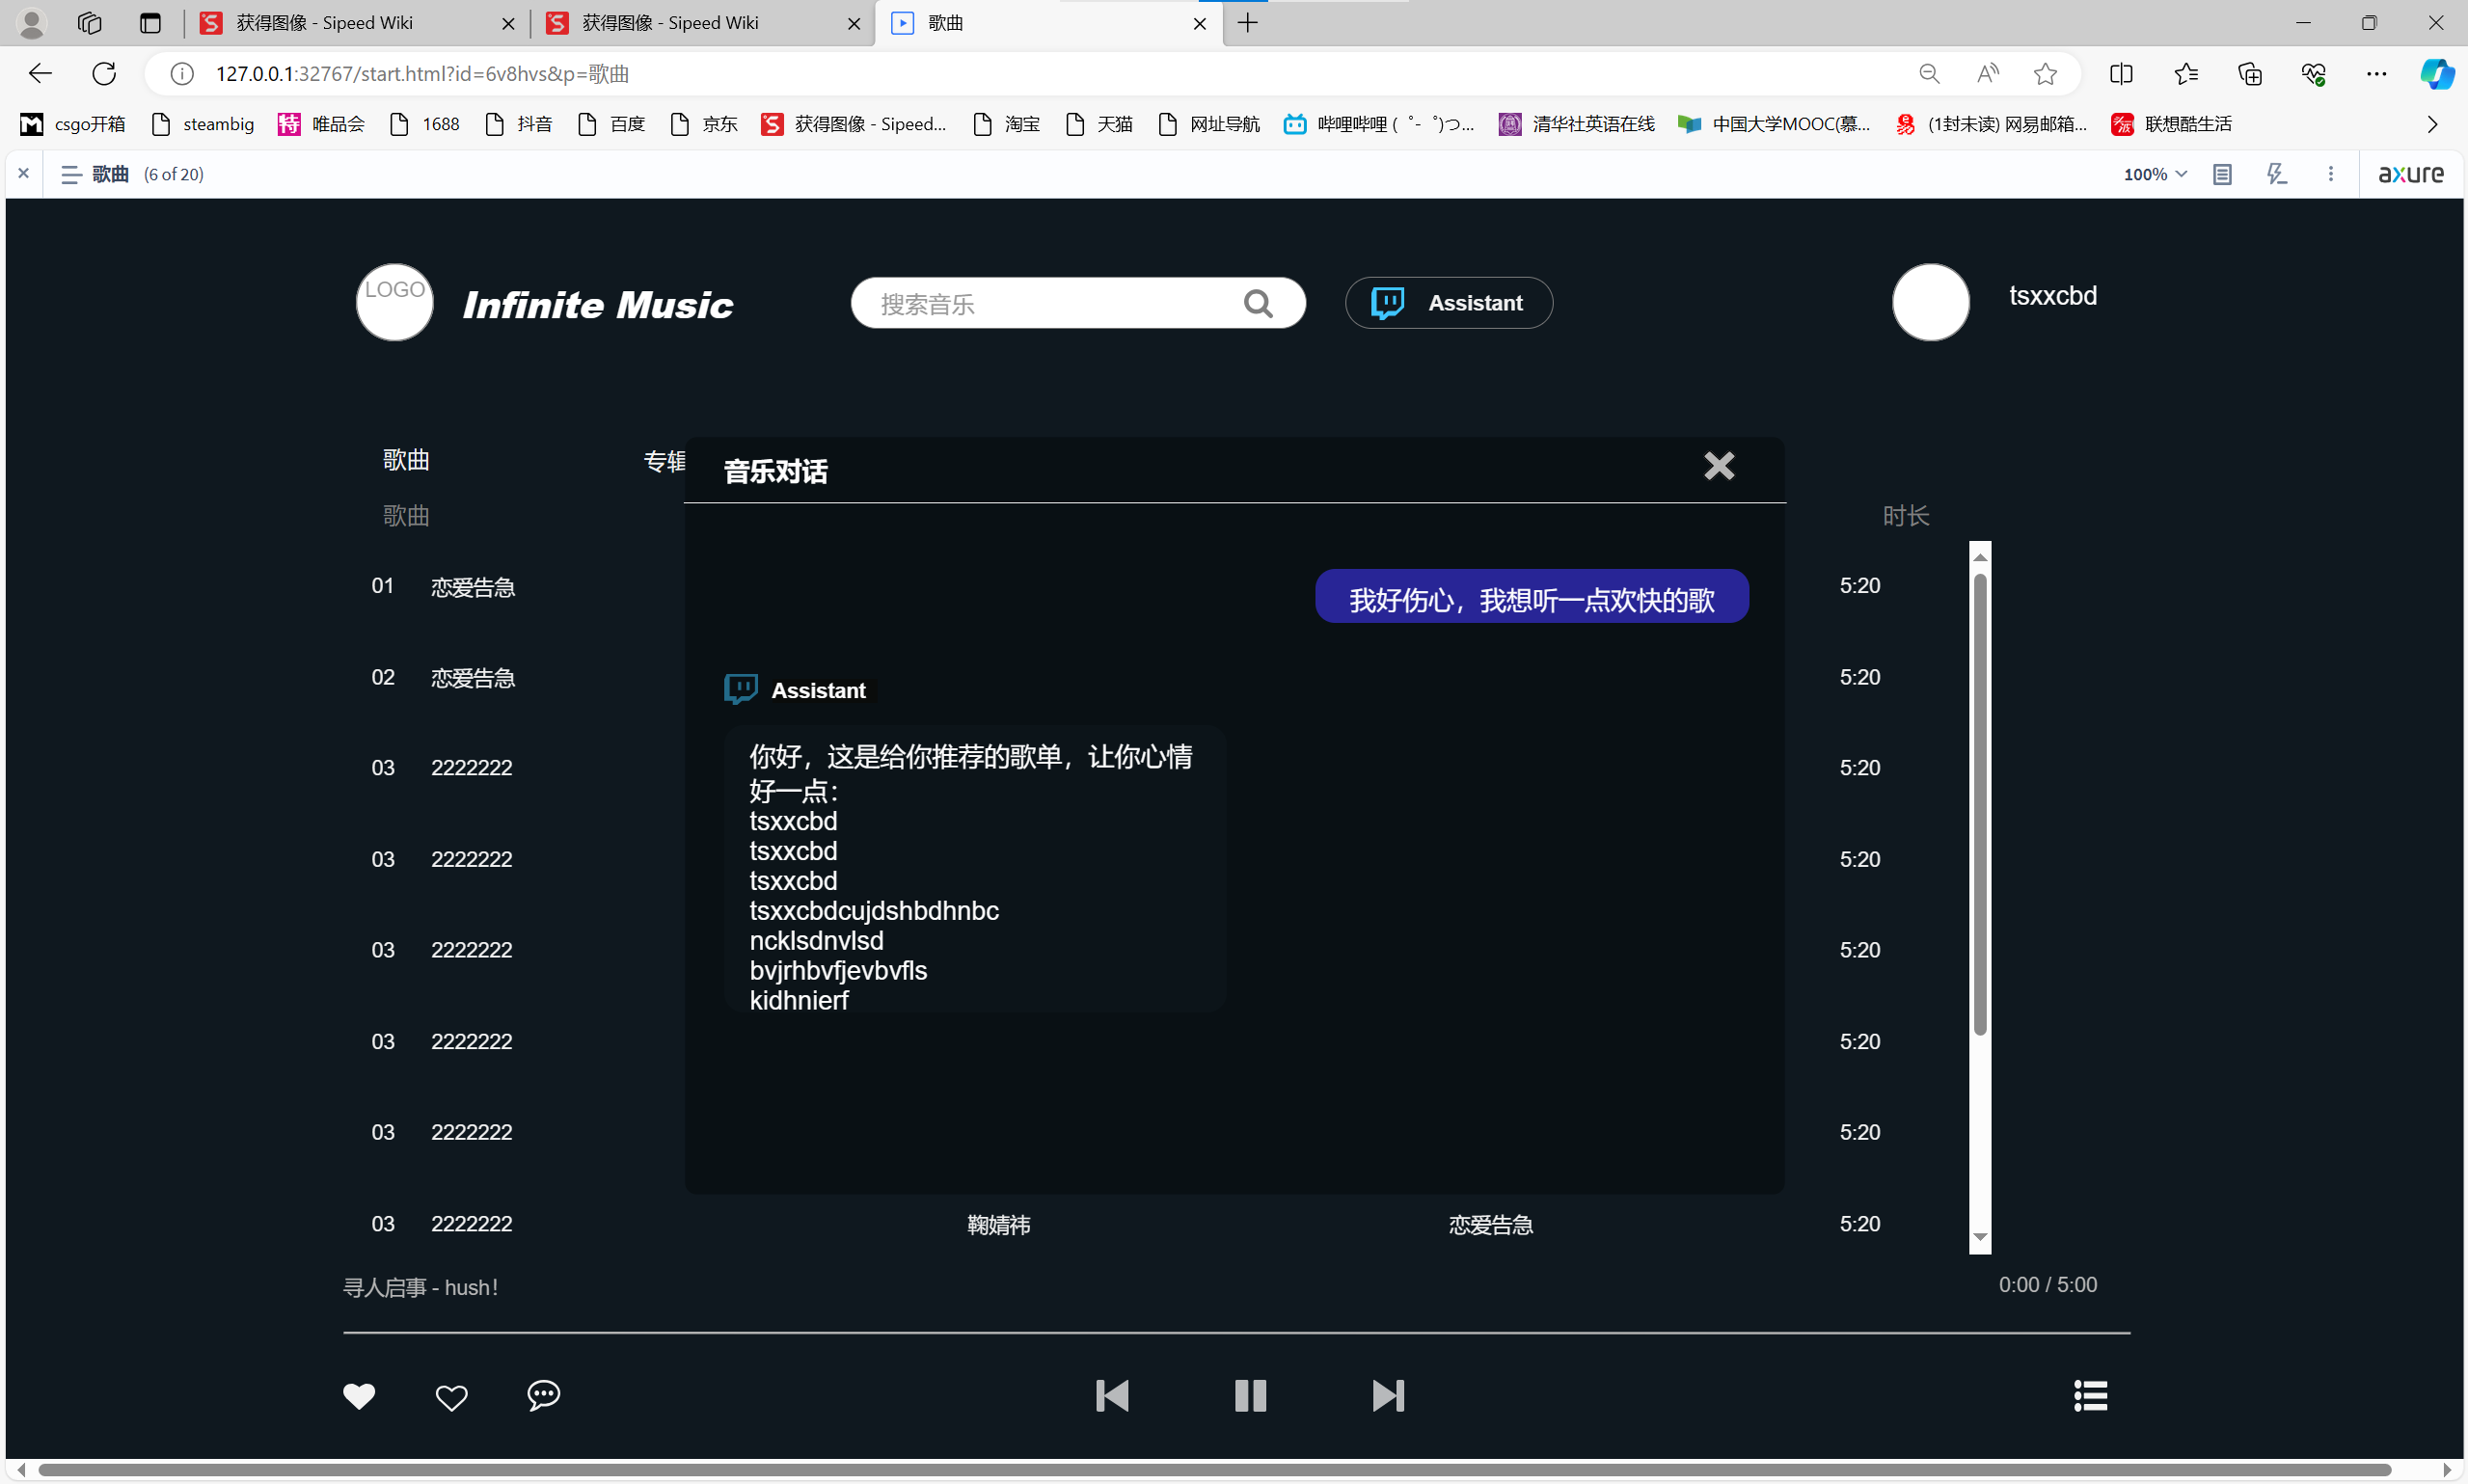 获得图像 - Sipeed Wiki
获得图像 - Sipeed Wiki
歌曲
127.0.0.1:32767/start.html?id=6v8hvs&p=歌曲
csgo开箱
steambig
唯品会
1688
抖音
百度
京东
获得图像 - Sipeed...
淘宝
天猫
网址导航
哔哩哔哩 ( ゜- ゜)つ...
清华社英语在线
中国大学MOOC(慕...
(1封未读) 网易邮箱...
联想酷生活
歌曲 (6 of 20)
100%
axure
LOGO
Infinite Music
搜索音乐
Assistant
tsxxcbd
歌曲
专辑
音乐对话
歌曲
时长
01 恋爱告急 5:20
我好伤心，我想听一点欢快的歌
02 恋爱告急 5:20
Assistant
你好，这是给你推荐的歌单，让你心情
好一点：
tsxxcbd
tsxxcbd
tsxxcbd
tsxxcbdcujdshbdhnbc
ncklsdnvlsd
bvjrhbvfjevbvfls
kidhnierf
03 2222222 5:20
03 2222222 5:20
03 2222222 5:20
03 2222222 5:20
03 2222222 5:20
03 2222222 鞠婧祎 恋爱告急 5:20
寻人启事 - hush！
0:00 / 5:00